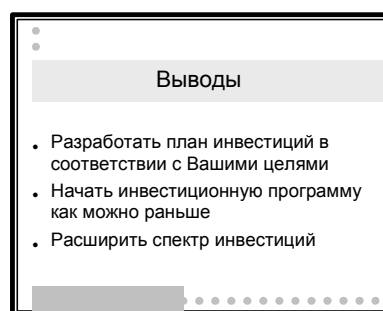 Выводы
• Разработать план инвестиций в
соответствии с Вашими целями
• Начать инвестиционную программу
как можно раньше
• Расширить спектр инвестиций